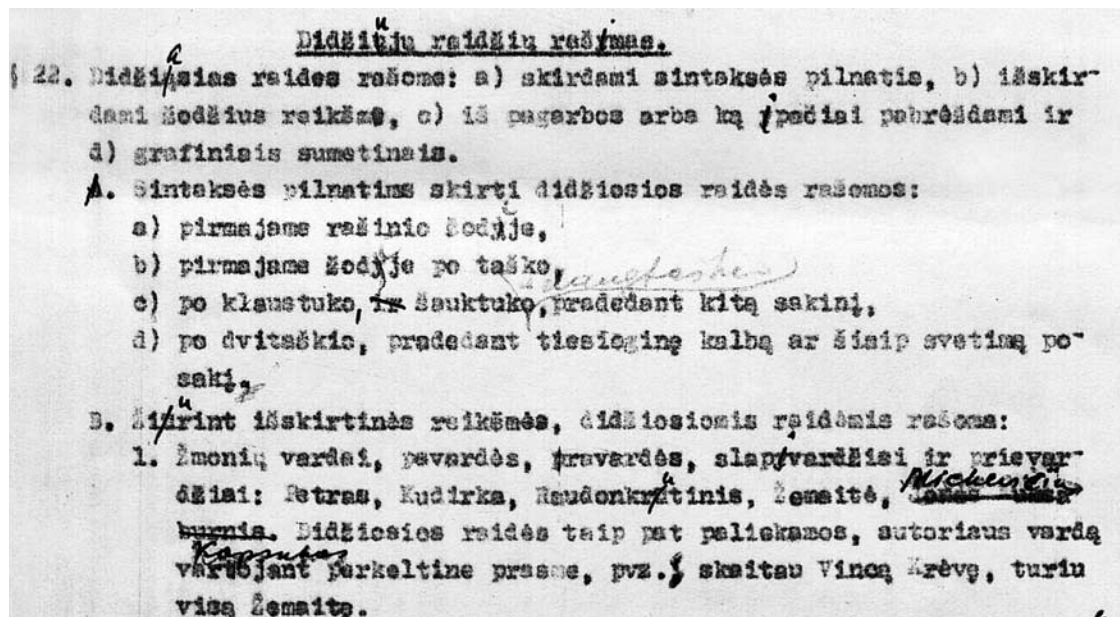 Didžiųjų raidžių rašymas.
§ 22. Didžiąsias raides rašome: a) skirdami sintaksės pilnatis, b) išskir-
dami žodžius reikšme, c) iš pagarbos arba ką ypačiai pabrėždami ir
d) grafiniais sumetimais.
A. Sintaksės pilnatims skirti didžiosios raidės rašomos:
a) pirmajame rašinio žodyje,
b) pirmajame žodyje po taško,
c) po klaustuko, ir šauktuko, pradedant kitą sakinį,
d) po dvitaškio, pradedant tiesioginę kalbą ar šiaip svetimą po-
sakį.
B. Žiūrint išskirtinės reikšmės, didžiosiomis raidėmis rašoma:
1. Žmonių vardai, pavardės, pravardės, slapyvardžiai ir prievar-
džiai: Petras, Kudirka, Raudonkrūtinis, Žemaitė,
burnis. Didžiosios raidės taip pat paliekamos, autoriaus vardą
Kapsukas
vartojant perkeltine prasme, pvz.: skaitau Vincą Krėvę, turiu
visą Žemaitę.